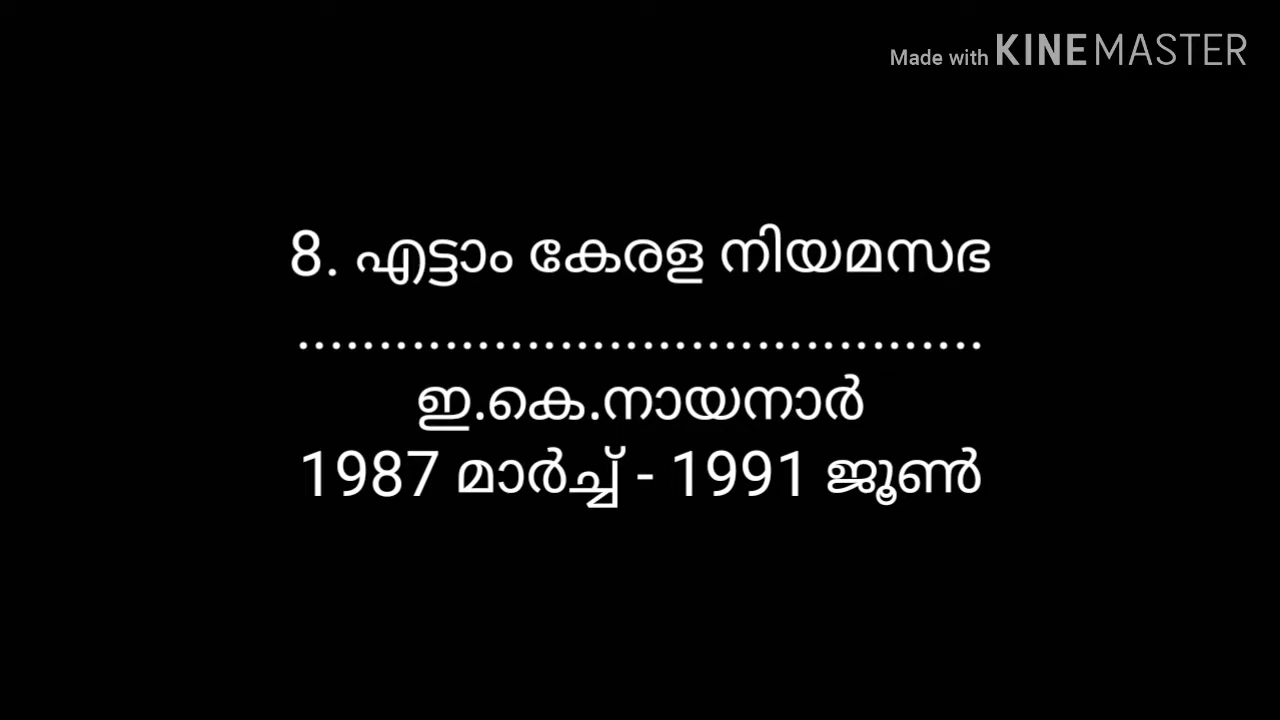 Made with KINEMASTER
8. എട്ടാം കേരള നിയമസഭ
.......................................
ഇ.കെ.നായനാർ
1987 മാർച്ച് - 1991 ജൂൺ